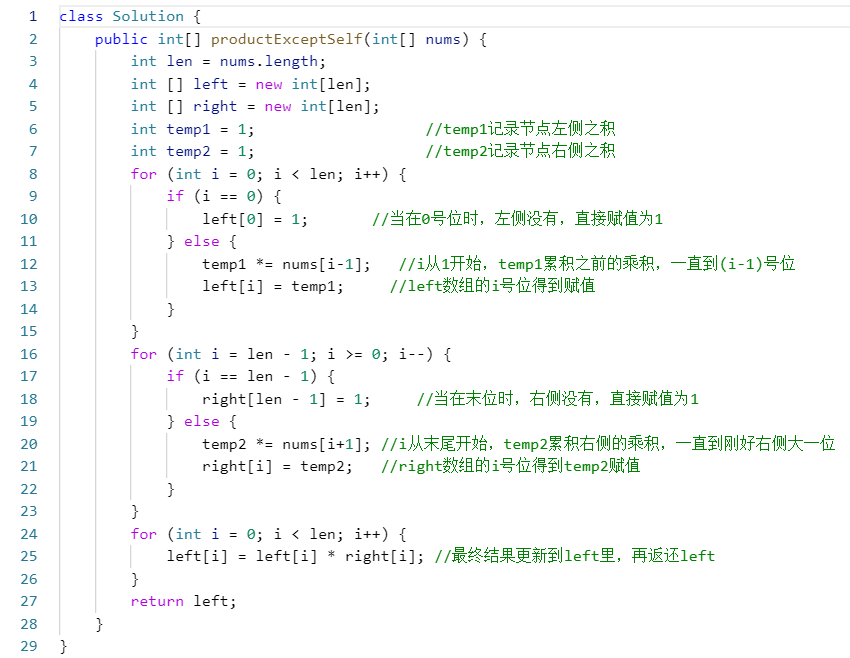 1 class Solution {
2     public int[] productExceptSelf(int[] nums) {
3         int len = nums.length;
4         int [] left = new int[len];
5         int [] right = new int[len];
6         int temp1 = 1;                   //temp1记录节点左侧之积
7         int temp2 = 1;                   //temp2记录节点右侧之积
8         for (int i = 0; i < len; i++) {
9             if (i == 0) {
10                 left[0] = 1;       //当在0号位时，左侧没有，直接赋值为1
11             } else {
12                 temp1 *= nums[i-1];   //i从1开始，temp1累积之前的乘积，一直到(i-1)号位
13                 left[i] = temp1;     //left数组的i号位得到赋值
14             }
15         }
16         for (int i = len - 1; i >= 0; i--) {
17             if (i == len - 1) {
18                 right[len - 1] = 1;     //当在末位时，右侧没有，直接赋值为1
19             } else {
20                 temp2 *= nums[i+1]; //i从末尾开始，temp2累积右侧的乘积，一直到刚好右侧大一位
21                 right[i] = temp2;   //right数组的i号位得到temp2赋值
22             }
23         }
24         for (int i = 0; i < len; i++) {
25             left[i] = left[i] * right[i]; //最终结果更新到left里，再返还left
26         }
27         return left;
28     }
29 }